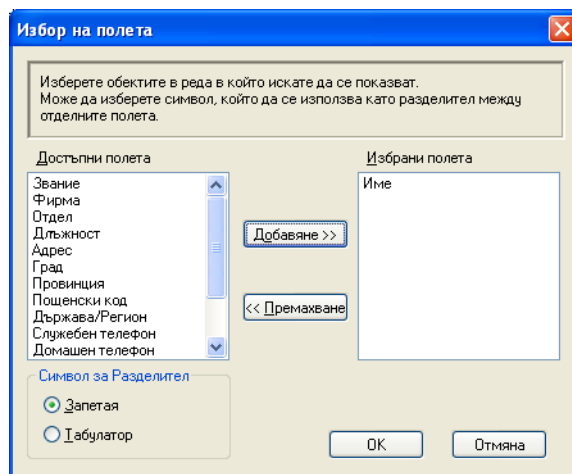 Избор на полета
Изберете обектите в реда в който искате да се показват.
Може да изберете символ, който да се използва като разделител между
отделните полета.
Достъпни полета
Звание
Фирма
Отдел
Длъжност
Адрес
Град
Провинция
Пощенски код
Държава/Регион
Служебен телефон
Домашен телефон
Добавяне >>
<< Премахване
Избрани полета
Име
Символ за Разделител
Запетая
Табулатор
OK
Отмяна